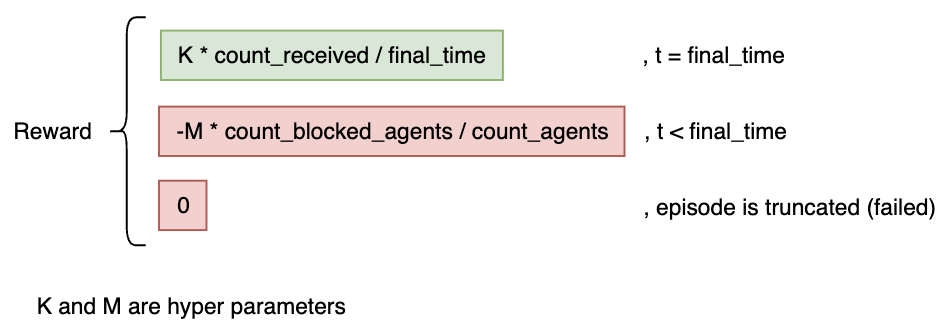 K * count_received / final_time , t = final_time
Reward -M * count_blocked_agents / count_agents , t < final_time
0 , episode is truncated (failed)
K and M are hyper parameters